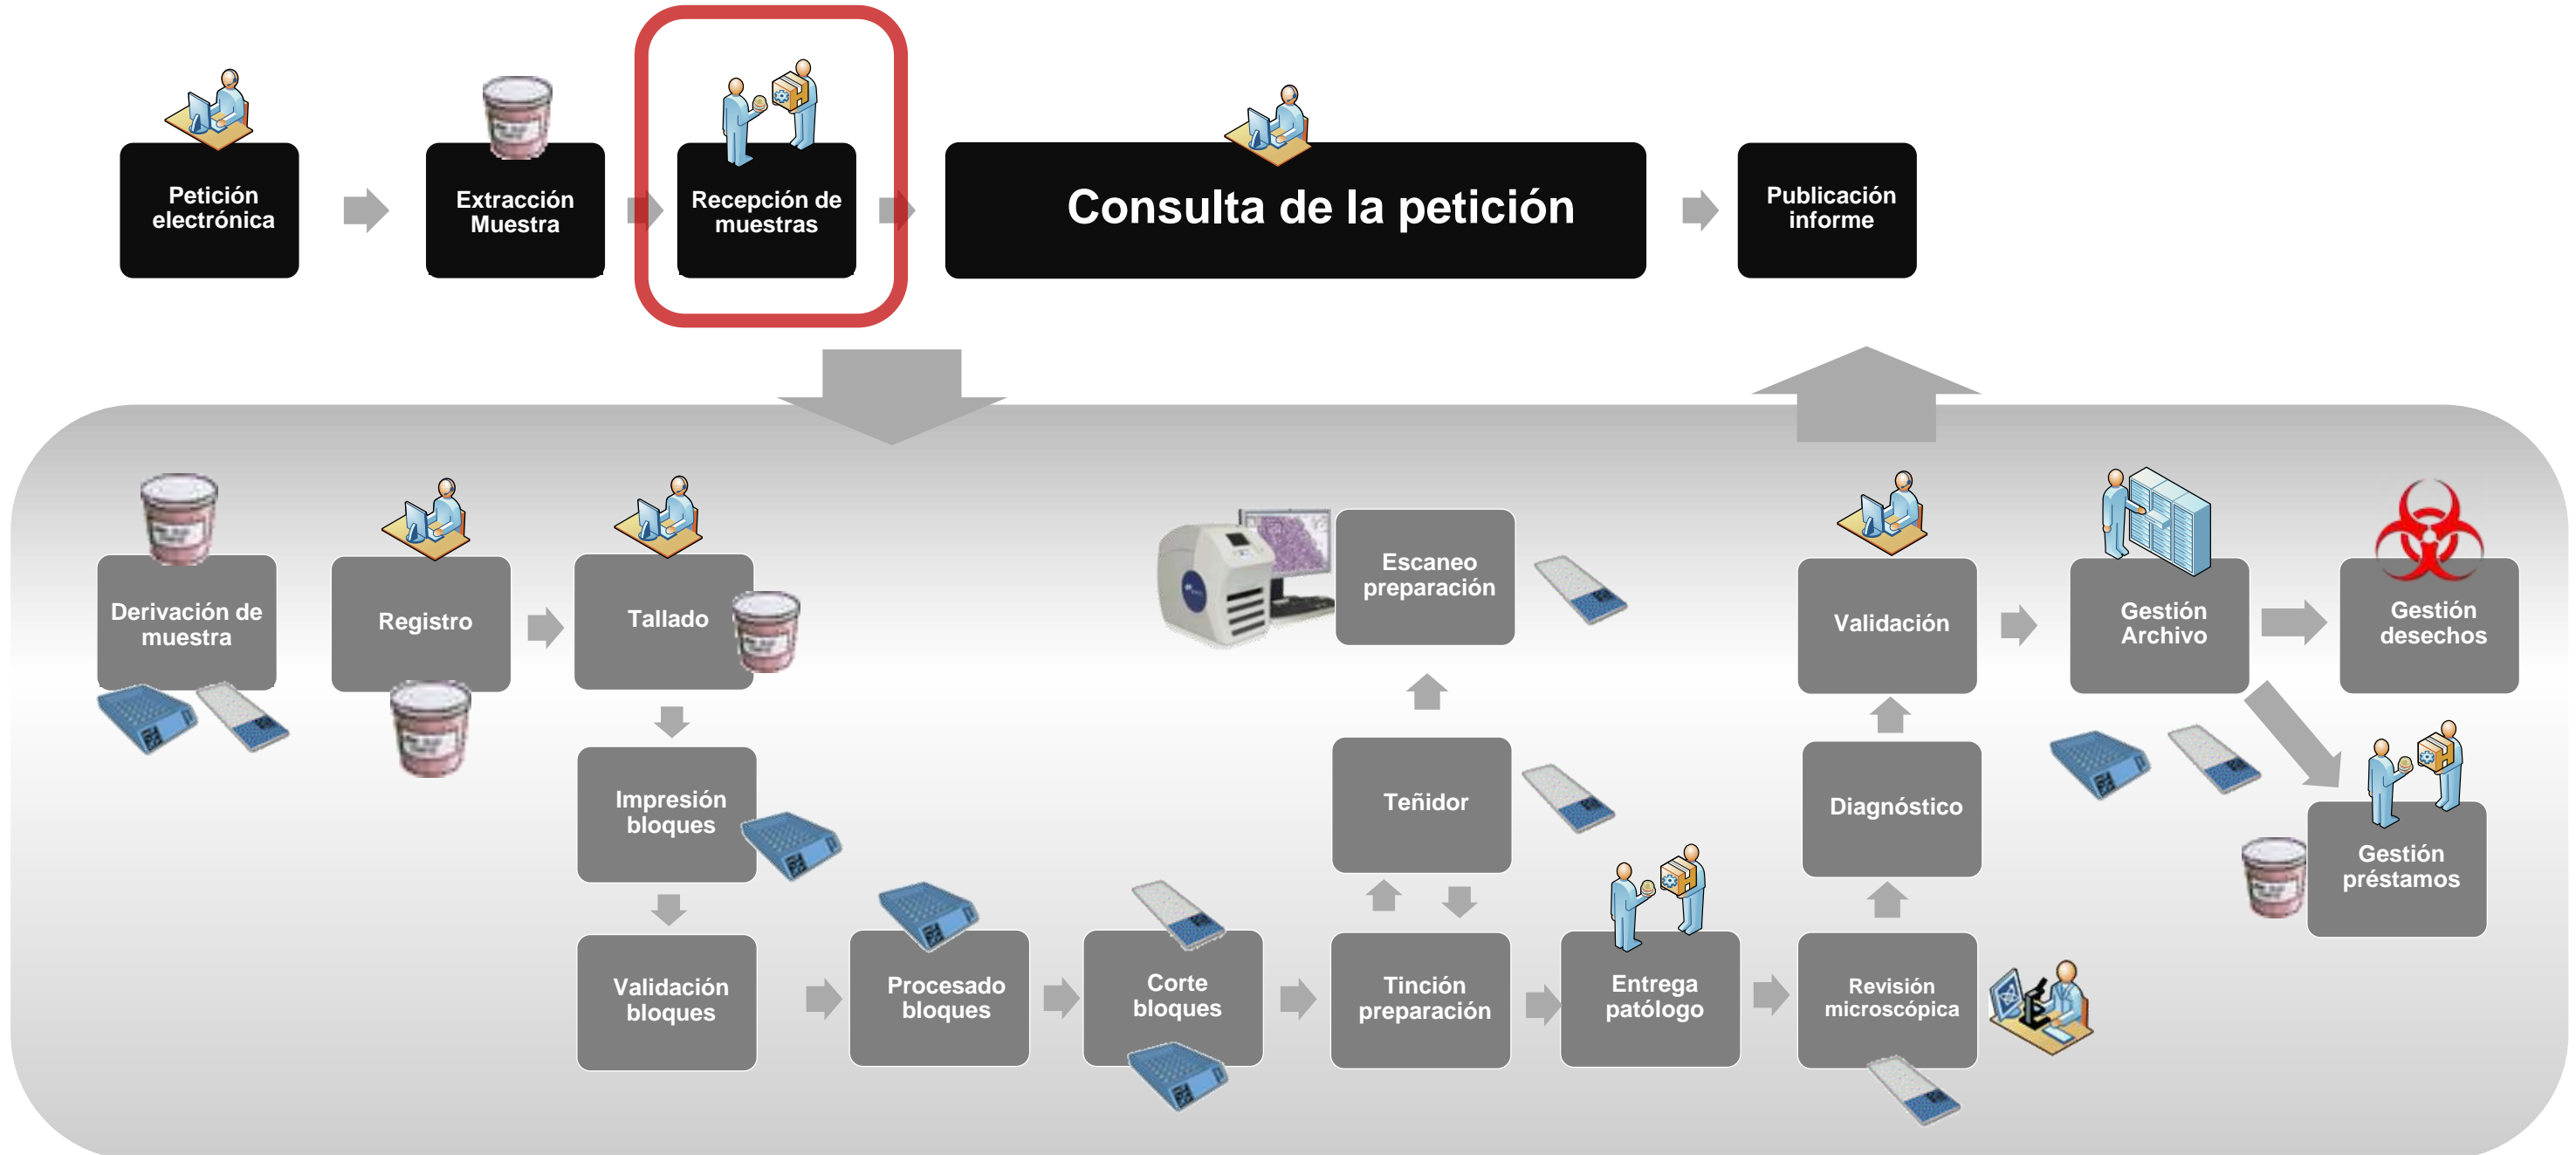 Petición
electrónica
Extracción
Muestra
Recepción de
muestras
Consulta de la petición
Publicación
informe
Derivación de
muestra
Registro
Tallado
Escaneo
preparación
Validación
Gestión
Archivo
Gestión
desechos
Impresión
bloques
Teñidor
Diagnóstico
Gestión
préstamos
Validación
bloques
Procesado
bloques
Corte
bloques
Tinción
preparación
Entrega
patólogo
Revisión
microscópica